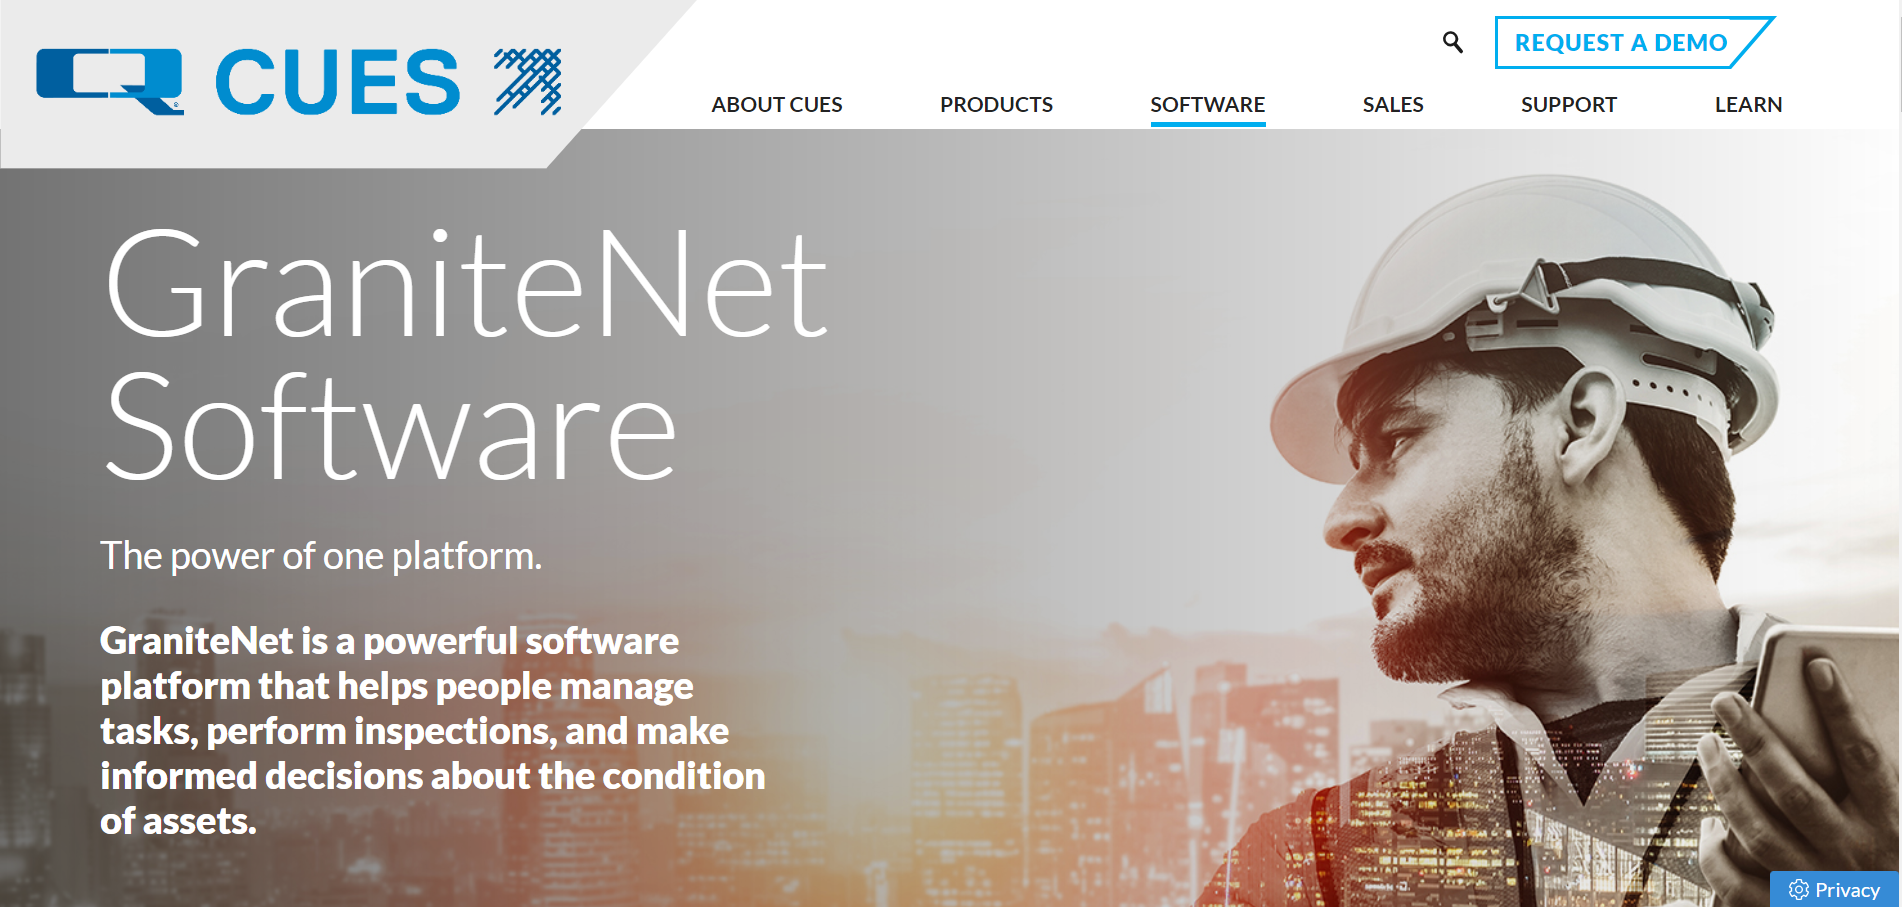 CUES
REQUEST A DEMO
ABOUT CUES
PRODUCTS
SOFTWARE
SALES
SUPPORT
LEARN
GraniteNet
Software
The power of one platform.
GraniteNet is a powerful software
platform that helps people manage
tasks, perform inspections, and make
informed decisions about the condition
of assets.
Privacy